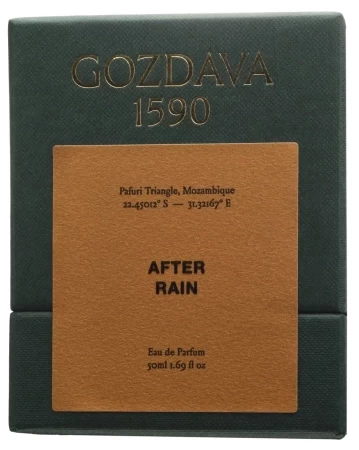 GOZDAVA
1590
Pafuri Triangle, Mozambique
22.45012° S — 31.32167° E
AFTER
RAIN
Eau de Parfum
50ml 1.69 fl oz